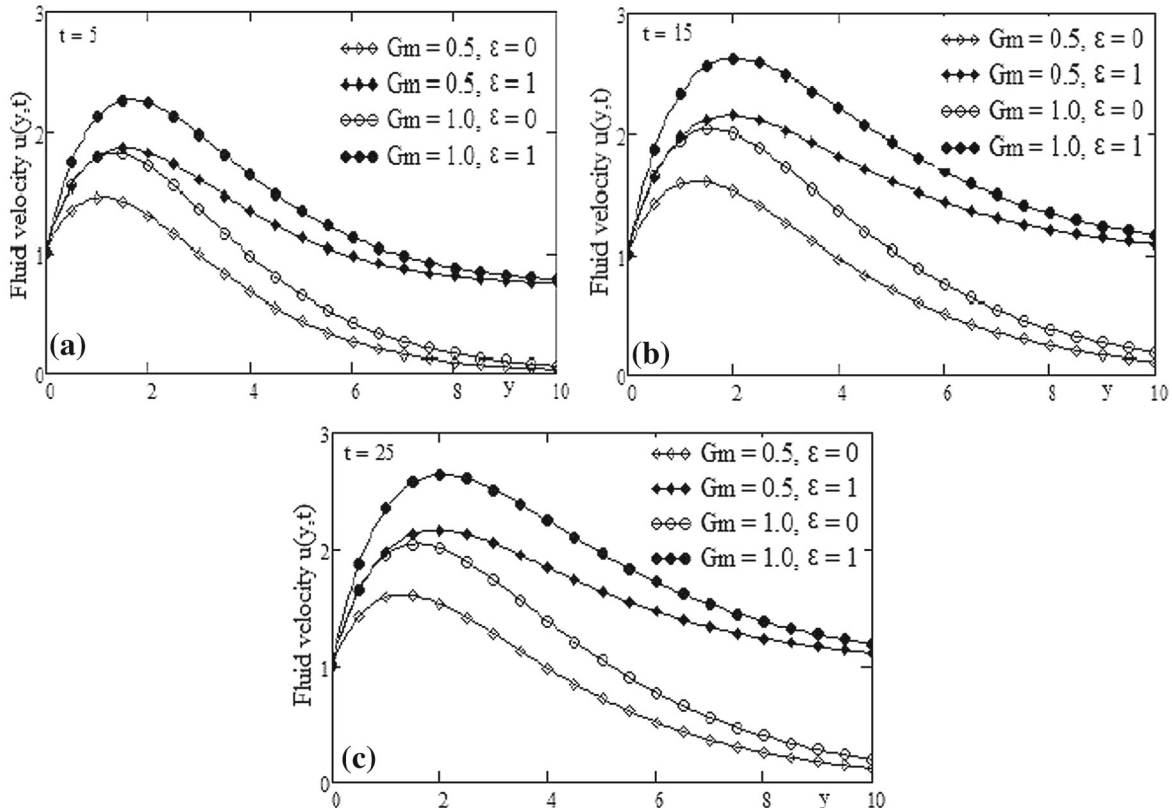 3
t = 5
Gm = 0.5, ε = 0
Gm = 0.5, ε = 1
Gm = 1.0, ε = 0
Gm = 1.0, ε = 1
2
1
0
Fluid velocity u(y,t)
(a)
0 2 4 6 8 y 10
3
t = 15
Gm = 0.5, ε = 0
Gm = 0.5, ε = 1
Gm = 1.0, ε = 0
Gm = 1.0, ε = 1
2
1
0
Fluid velocity u(y,t)
(b)
0 2 4 6 8 y 10
3
t = 25
Gm = 0.5, ε = 0
Gm = 0.5, ε = 1
Gm = 1.0, ε = 0
Gm = 1.0, ε = 1
2
1
0
Fluid velocity u(y,t)
(c)
0 2 4 6 8 y 10